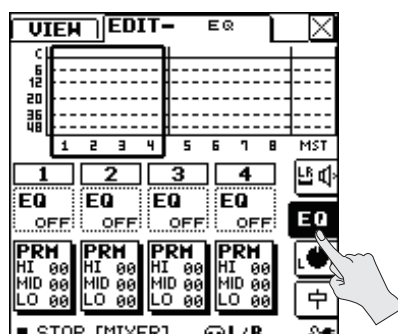 VIEW EDIT- EQ
C
6
12
20
36
48
1 2 3 4 5 6 7 8 MST
1 2 3 4 LR
EQ EQ EQ EQ
OFF OFF OFF OFF
EQ
PRM PRM PRM PRM
HI 00 HI 00 HI 00 HI 00
L
MID 00 MID 00 MID 00 MID 00
LO 00 LO 00 LO 00 LO 00
STOP [MIXER] L/R